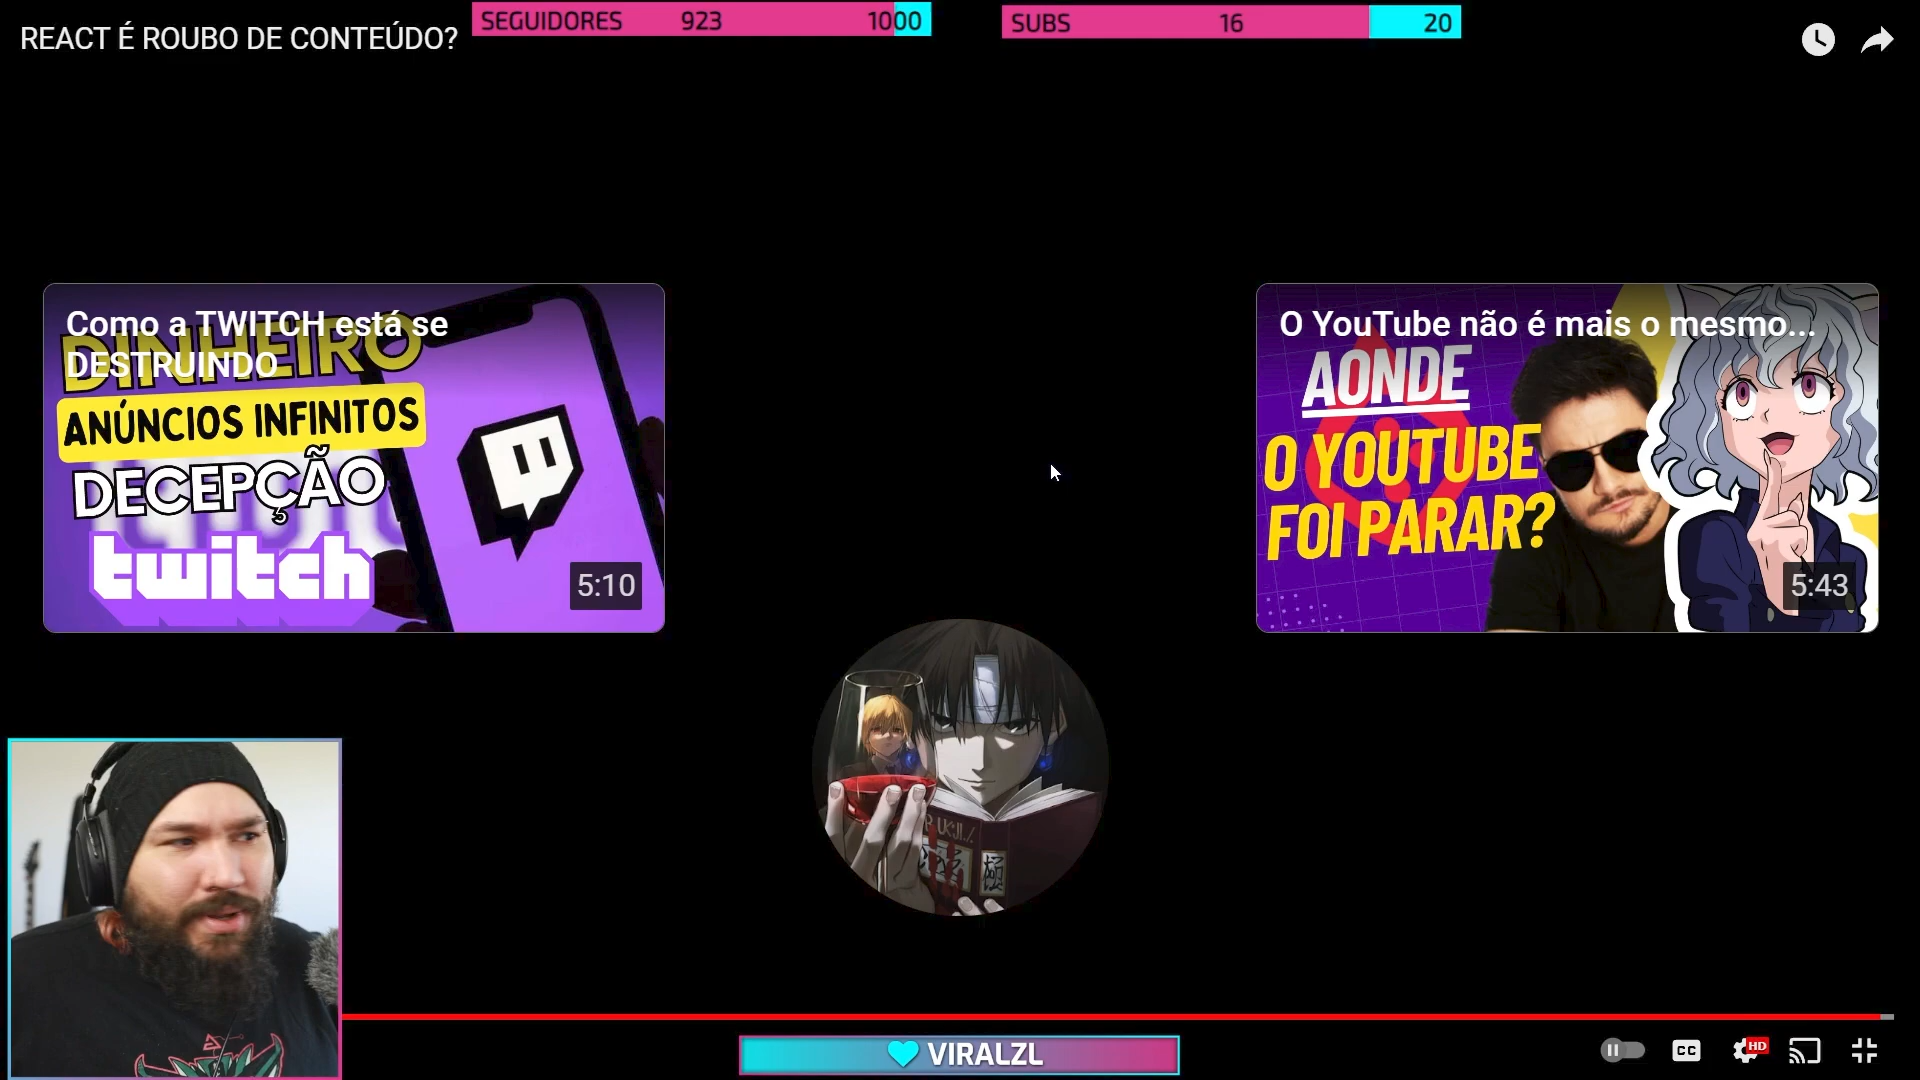 REACT É ROUBO DE CONTEÚDO?
SEGUIDORES 923 1000
SUBS 16 20
Como a TWITCH está se
DESTRUINDO
DINHEIRO
ANÚNCIOS INFINITOS
DECEPÇÃO
twitch
5:10
O YouTube não é mais o mesmo...
AONDE
O YOUTUBE
FOI PARAR?
5:43
CC
HD
VIRALZL